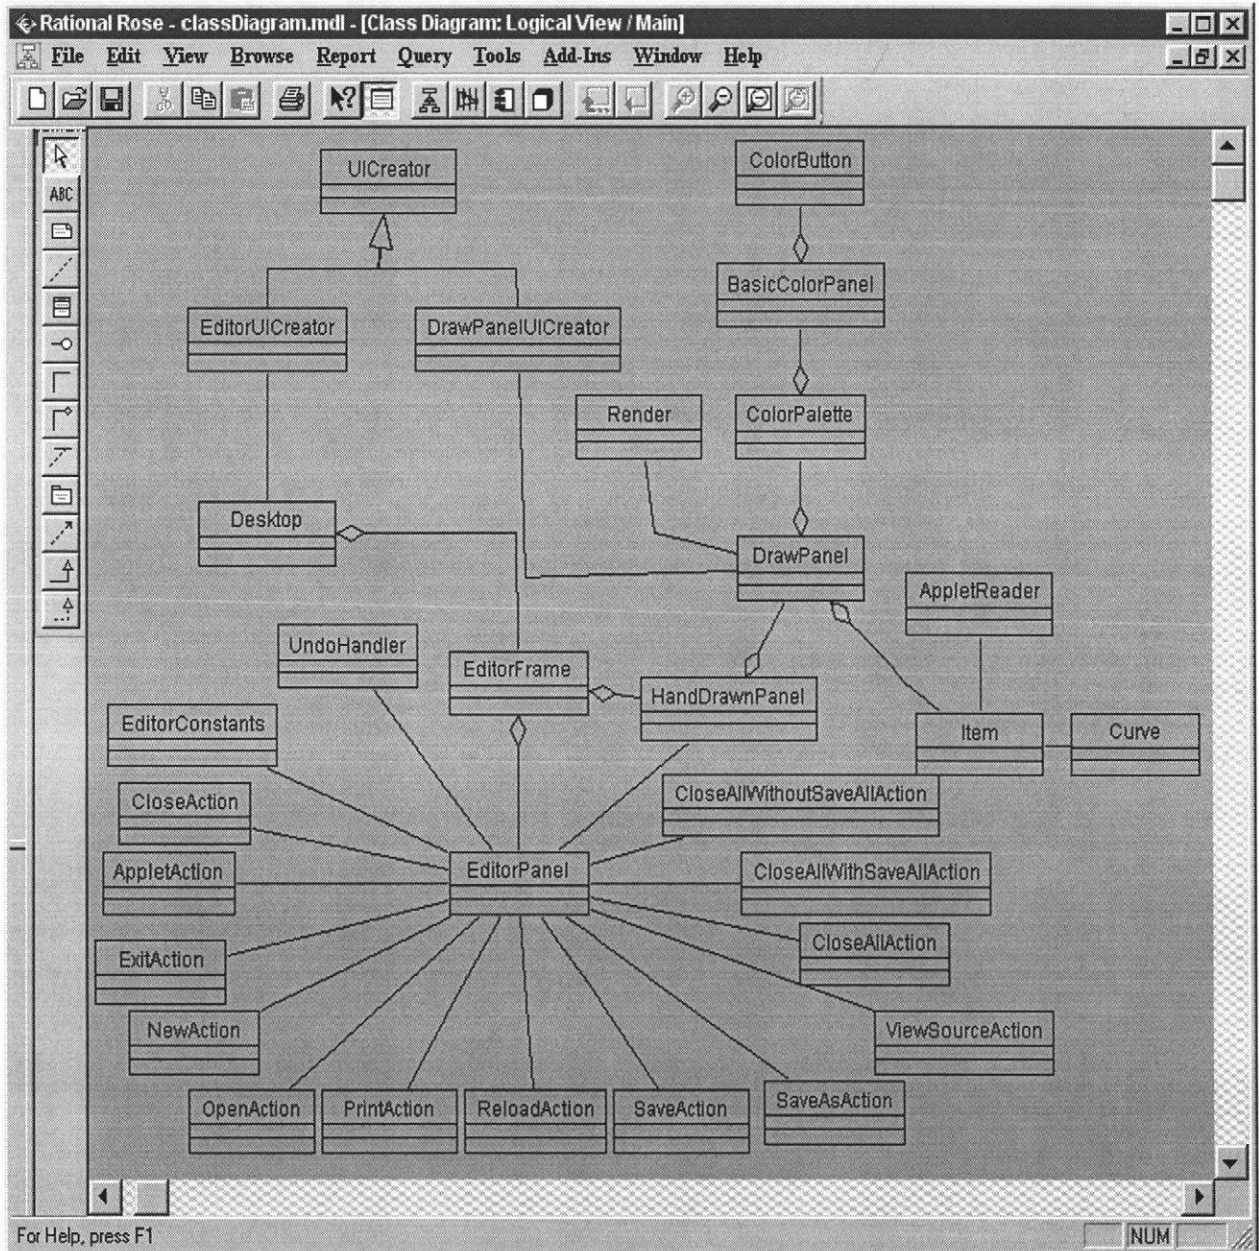 Rational Rose - classDiagram.mdl - [Class Diagram: Logical View / Main]
File Edit View Browse Report Query Tools Add-Ins Window Help
ABC
UICreator
ColorButton
BasicColorPanel
EditorUICreator
DrawPanelUICreator
Render
ColorPalette
Desktop
DrawPanel
AppletReader
UndoHandler
EditorFrame
HandDrawnPanel
EditorConstants
Item
Curve
CloseAction
CloseAllWithoutSaveAllAction
AppletAction
EditorPanel
CloseAllWithSaveAllAction
CloseAllAction
ExitAction
NewAction
ViewSourceAction
OpenAction
PrintAction
ReloadAction
SaveAction
SaveAsAction
For Help, press F1
NUM